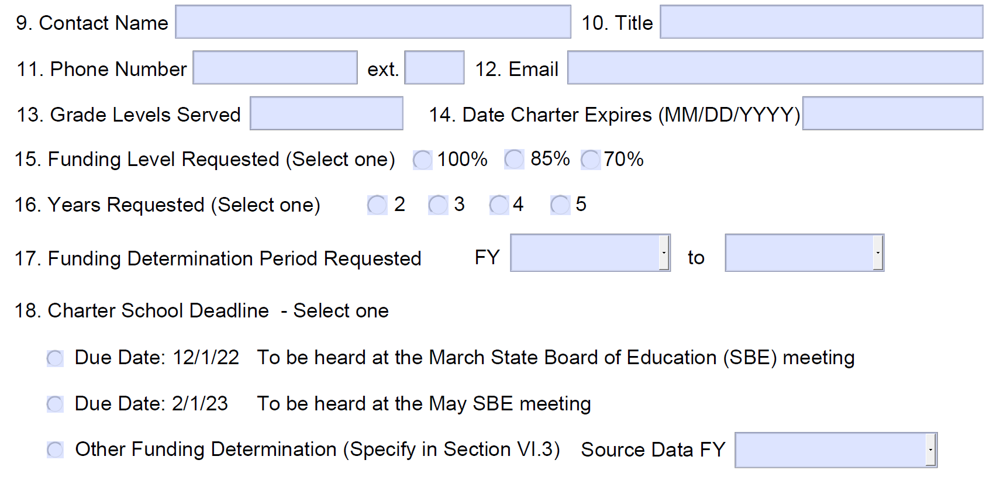 9. Contact Name 10. Title
11. Phone Number ext. 12. Email
13. Grade Levels Served 14. Date Charter Expires (MM/DD/YYYY)
15. Funding Level Requested (Select one) 100% 85% 70%
16. Years Requested (Select one) 2 3 4 5
17. Funding Determination Period Requested FY to
18. Charter School Deadline - Select one
Due Date: 12/1/22 To be heard at the March State Board of Education (SBE) meeting
Due Date: 2/1/23 To be heard at the May SBE meeting
Other Funding Determination (Specify in Section VI.3) Source Data FY